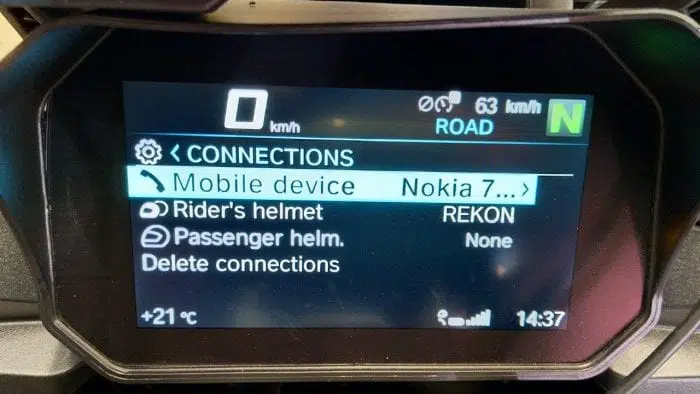 0 km/h
Ø 63 km/h
ROAD
N
< CONNECTIONS
Mobile device Nokia 7... >
Rider's helmet REKON
Passenger helm. None
Delete connections
+21 °C 14:37